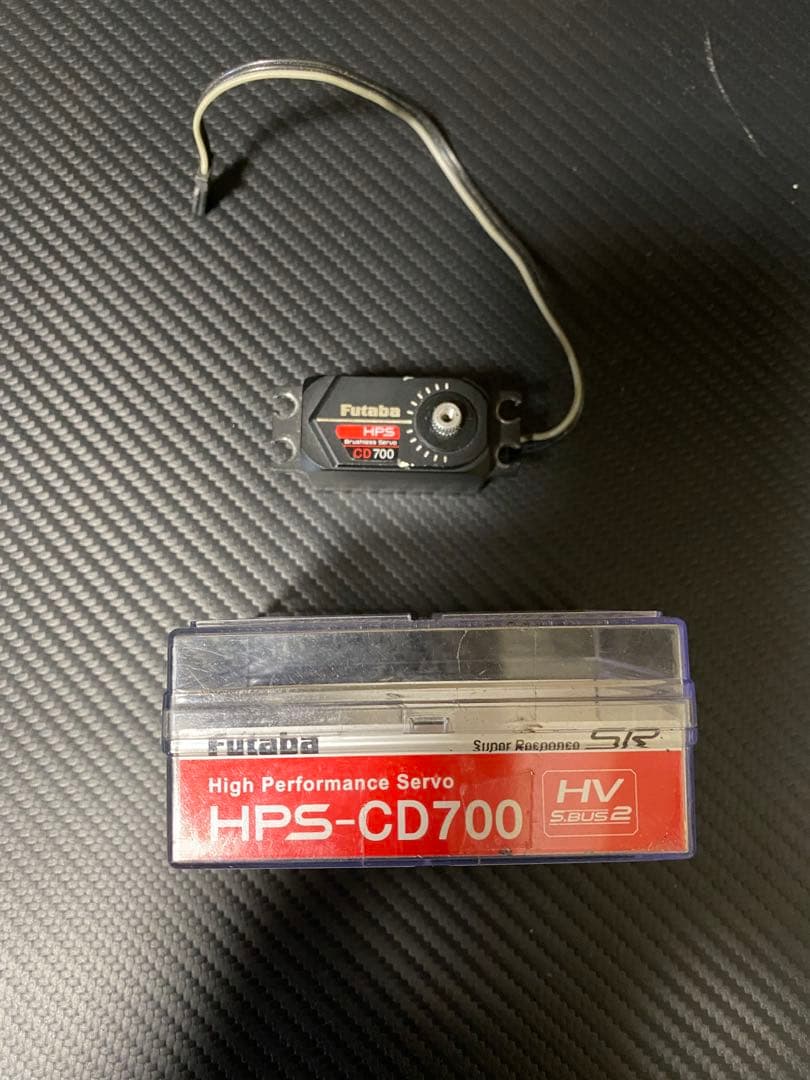 Futaba
HPS
Brushless Servo
CD700
Futaba
Super Response SR
High Performance Servo
HPS-CD700
HV
S.BUS2